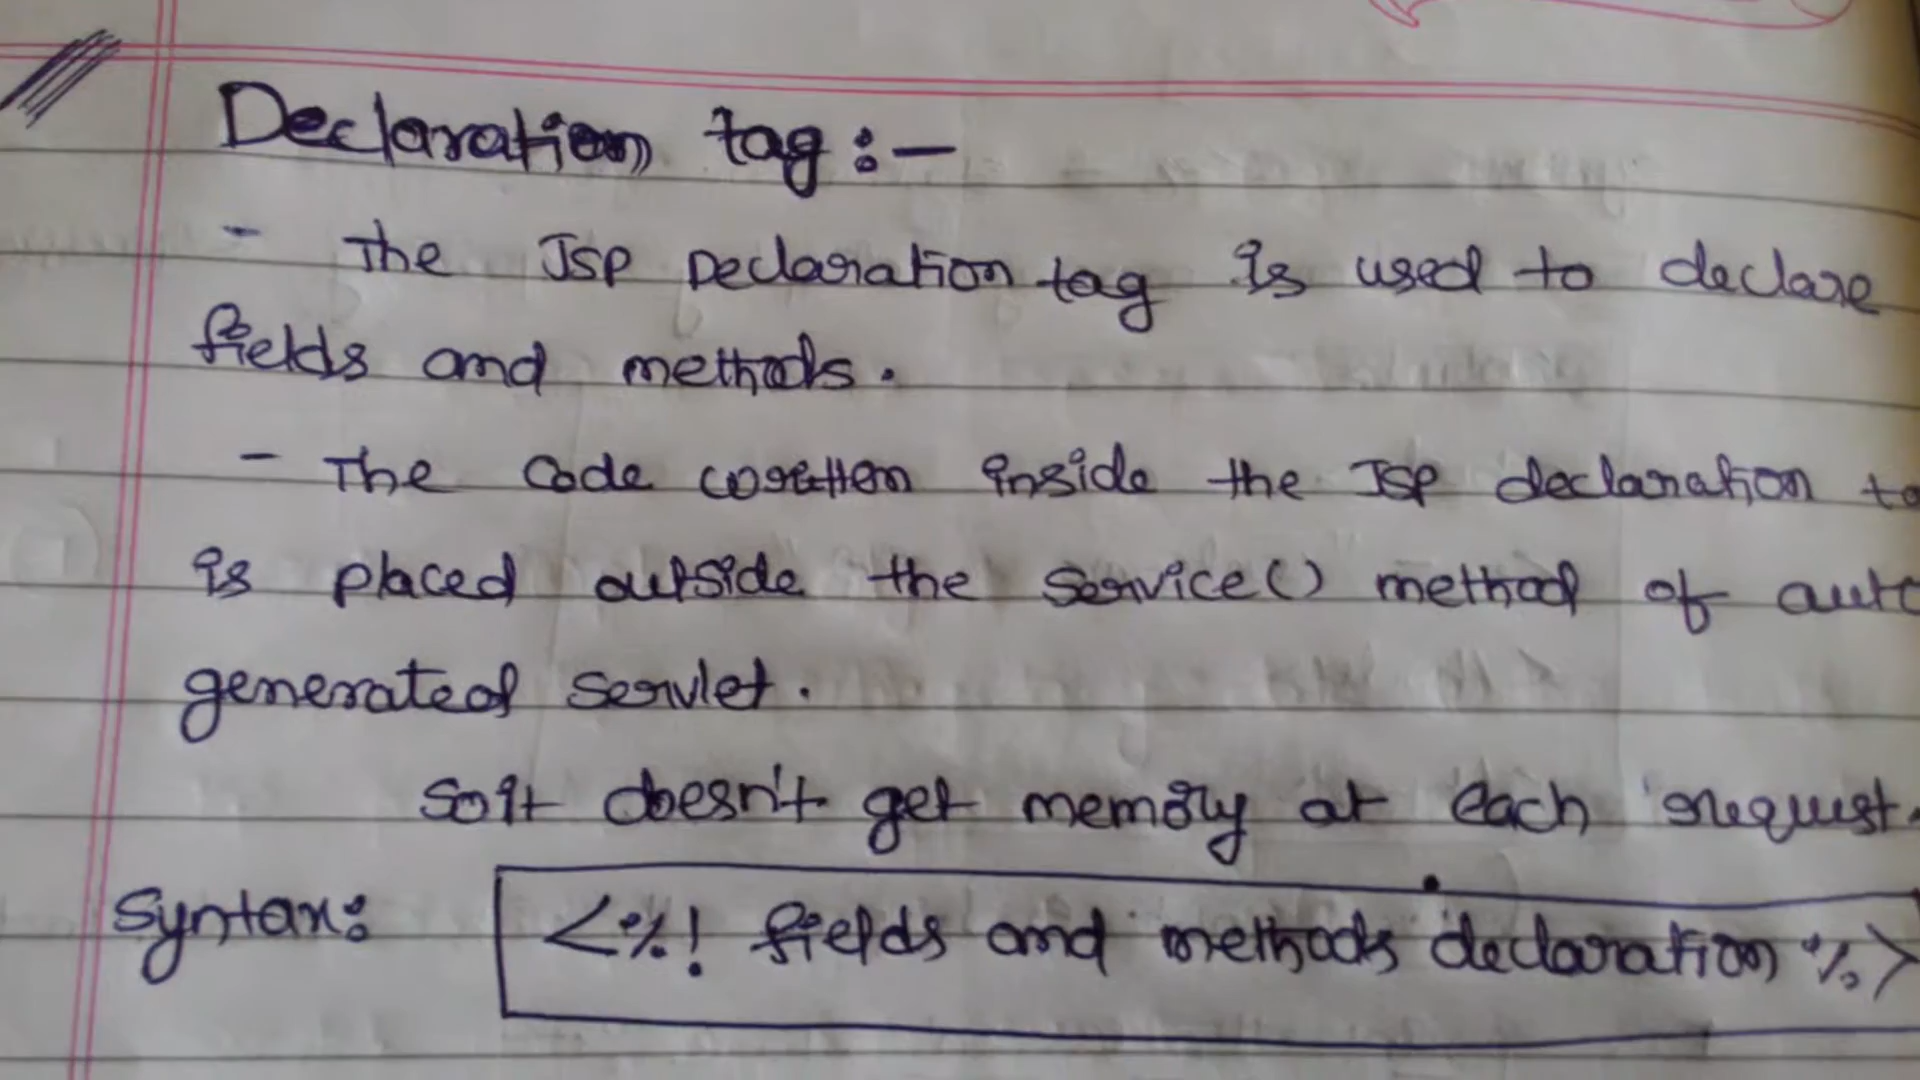 Declaration tag :-
- The JSP Declaration tag is used to declare
fields and methods.
- The code written inside the JSP declaration ta
is placed outside the service() method of auto
generated servlet.
So it doesn't get memory at each request.
Syntax: <%! fields and methods declaration %>